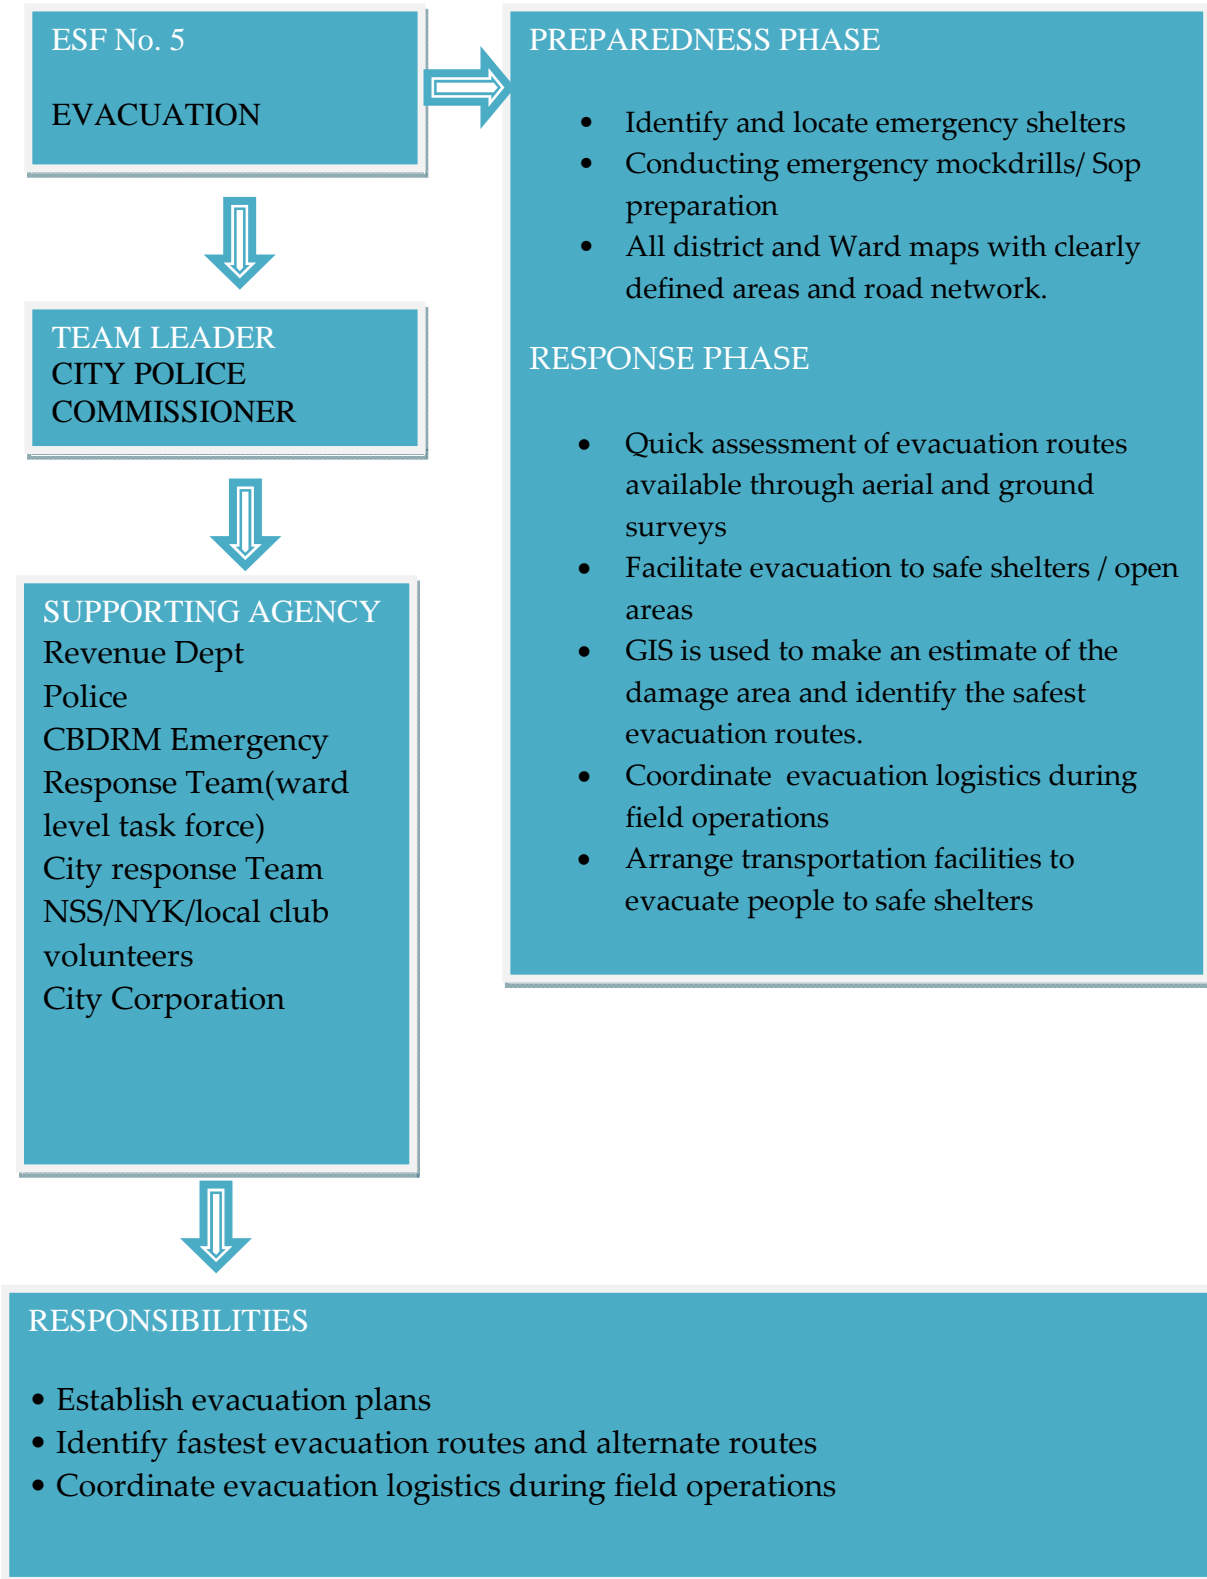 ESF No. 5
EVACUATION
PREPAREDNESS PHASE
• Identify and locate emergency shelters
• Conducting emergency mockdrills/ Sop
preparation
• All district and Ward maps with clearly
defined areas and road network.
RESPONSE PHASE
• Quick assessment of evacuation routes
available through aerial and ground
surveys
• Facilitate evacuation to safe shelters / open
areas
• GIS is used to make an estimate of the
damage area and identify the safest
evacuation routes.
• Coordinate evacuation logistics during
field operations
• Arrange transportation facilities to
evacuate people to safe shelters
TEAM LEADER
CITY POLICE
COMMISSIONER
SUPPORTING AGENCY
Revenue Dept
Police
CBDRM Emergency
Response Team(ward
level task force)
City response Team
NSS/NYK/local club
volunteers
City Corporation
RESPONSIBILITIES
• Establish evacuation plans
• Identify fastest evacuation routes and alternate routes
• Coordinate evacuation logistics during field operations